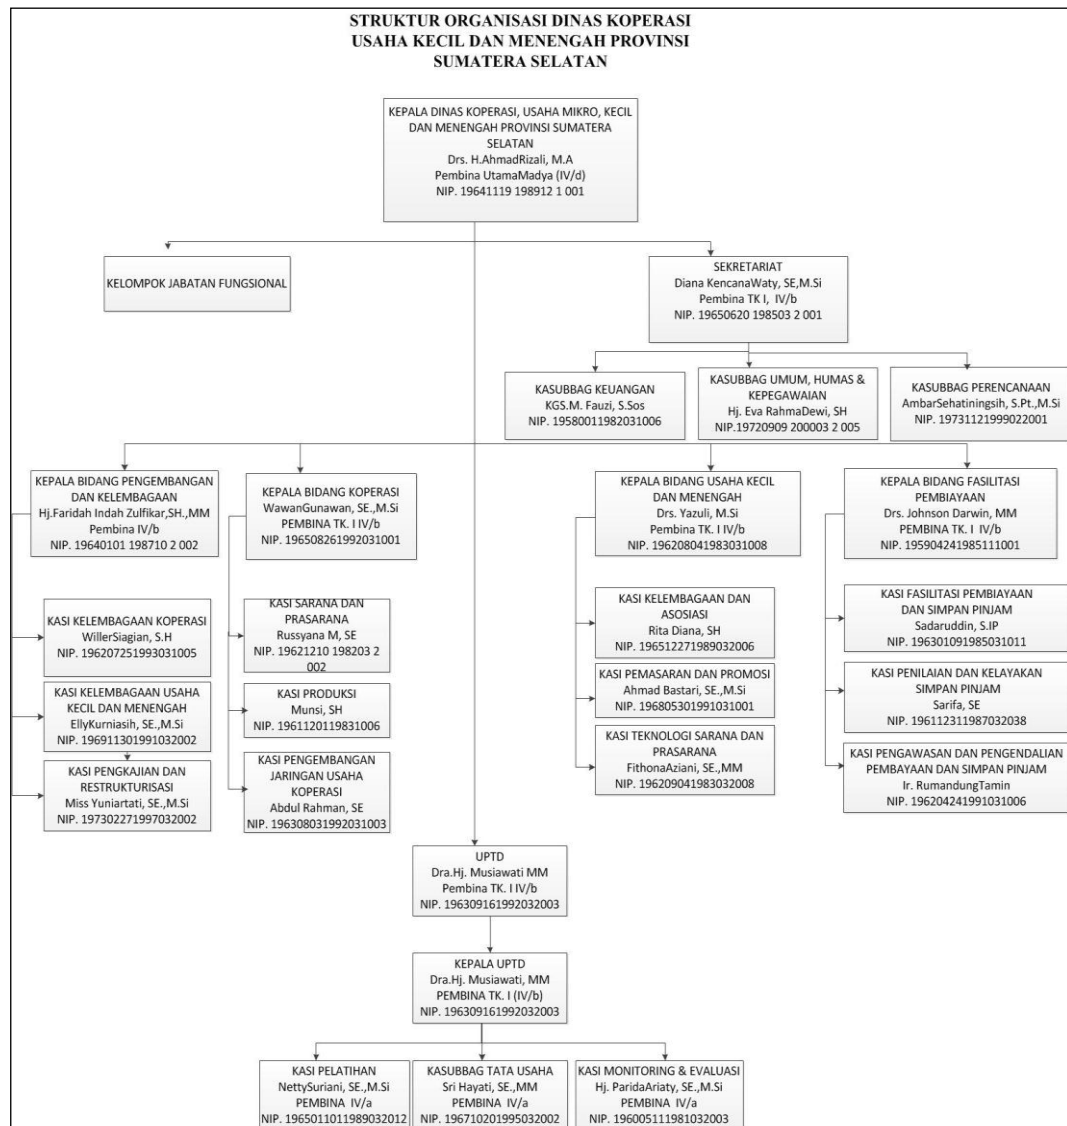 STRUKTUR ORGANISASI DINAS KOPERASI
USAHA KECIL DAN MENENGAH PROVINSI
SUMATERA SELATAN
KEPALA DINAS KOPERASI, USAHA MIKRO, KECIL
DAN MENENGAH PROVINSI SUMATERA
SELATAN
Drs. H.AhmadRizali, M.A
Pembina UtamaMadya (IV/d)
NIP. 19641119 198912 1 001
KELOMPOK JABATAN FUNGSIONAL
SEKRETARIAT
Diana KencanaWaty, SE,M.Si
Pembina TK I, IV/b
NIP. 19650620 198503 2 001
KASUBBAG KEUANGAN
KGS.M. Fauzi, S.Sos
NIP. 19580011982031006
KASUBBAG UMUM, HUMAS &
KEPEGAWAIAN
Hj. Eva RahmaDewi, SH
NIP.19720909 200003 2 005
KASUBBAG PERENCANAAN
AmbarSehatiningsih, S.Pt.,M.Si
NIP. 19731121999022001
KEPALA BIDANG PENGEMBANGAN
DAN KELEMBAGAAN
Hj.Faridah Indah Zulfikar,SH.,MM
Pembina IV/b
NIP. 19640101 198710 2 002
KEPALA BIDANG KOPERASI
WawanGunawan, SE.,M.Si
PEMBINA TK. I IV/b
NIP. 196508261992031001
KEPALA BIDANG USAHA KECIL
DAN MENENGAH
Drs. Yazuli, M.Si
Pembina TK. I IV/b
NIP. 196208041983031008
KEPALA BIDANG FASILITASI
PEMBIAYAAN
Drs. Johnson Darwin, MM
PEMBINA TK. I IV/b
NIP. 195904241985111001
KASI KELEMBAGAAN KOPERASI
WillerSiagian, S.H
NIP. 196207251993031005
KASI SARANA DAN
PRASARANA
Russyana M, SE
NIP. 19621210 198203 2
002
KASI KELEMBAGAAN DAN
ASOSIASI
Rita Diana, SH
NIP. 196512271989032006
KASI FASILITASI PEMBIAYAAN
DAN SIMPAN PINJAM
Sadaruddin, S.IP
NIP. 196301091985031011
KASI KELEMBAGAAN USAHA
KECIL DAN MENENGAH
EllyKurniasih, SE.,M.Si
NIP. 196911301991032002
KASI PRODUKSI
Munsi, SH
NIP. 1961120119831006
KASI PEMASARAN DAN PROMOSI
Ahmad Bastari, SE.,M.Si
NIP. 196805301991031001
KASI PENILAIAN DAN KELAYAKAN
SIMPAN PINJAM
Sarifa, SE
NIP. 196112311987032038
KASI PENGKAJIAN DAN
RESTRUKTURISASI
Miss Yuniartati, SE.,M.Si
NIP. 197302271997032002
KASI PENGEMBANGAN
JARINGAN USAHA
KOPERASI
Abdul Rahman, SE
NIP. 196308031992031003
KASI TEKNOLOGI SARANA DAN
PRASARANA
FithonaAziani, SE.,MM
NIP. 196209041983032008
KASI PENGAWASAN DAN PENGENDALIAN
PEMBAYAAN DAN SIMPAN PINJAM
Ir. RumandungTamin
NIP. 196204241991031006
UPTD
Dra.Hj. Musiawati MM
Pembina TK. I IV/b
NIP. 196309161992032003
KEPALA UPTD
Dra.Hj. Musiawati, MM
PEMBINA TK. I (IV/b)
NIP. 196309161992032003
KASI PELATIHAN
NettySuriani, SE.,M.Si
PEMBINA IV/a
NIP. 1965011011989032012
KASUBBAG TATA USAHA
Sri Hayati, SE.,MM
PEMBINA IV/a
NIP. 196710201995032002
KASI MONITORING & EVALUASI
Hj. ParidaAriaty, SE.,M.Si
PEMBINA IV/a
NIP. 196005111981032003